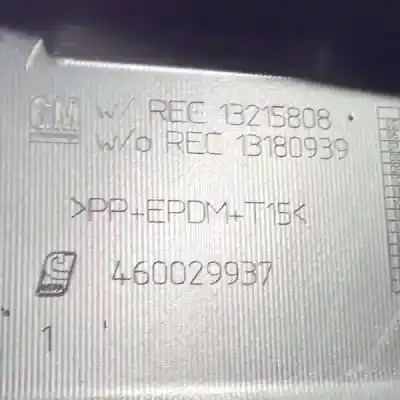 GM w/ REC 13215808
w/o REC 13180939
>PP+EPDM+T15<
460029937
1